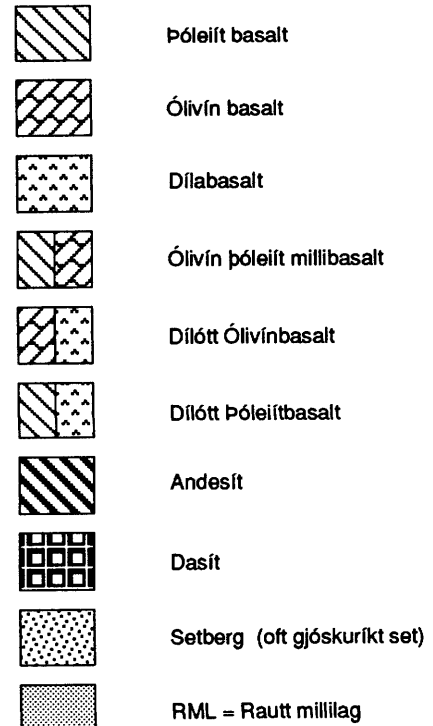 Þóleiít basalt
Ólivín basalt
Dílabasalt
Ólivín þóleiít millibasalt
Dílótt Ólivínbasalt
Dílótt Þóleiítbasalt
Andesít
Dasít
Setberg (oft gjóskuríkt set)
RML = Rautt millilag